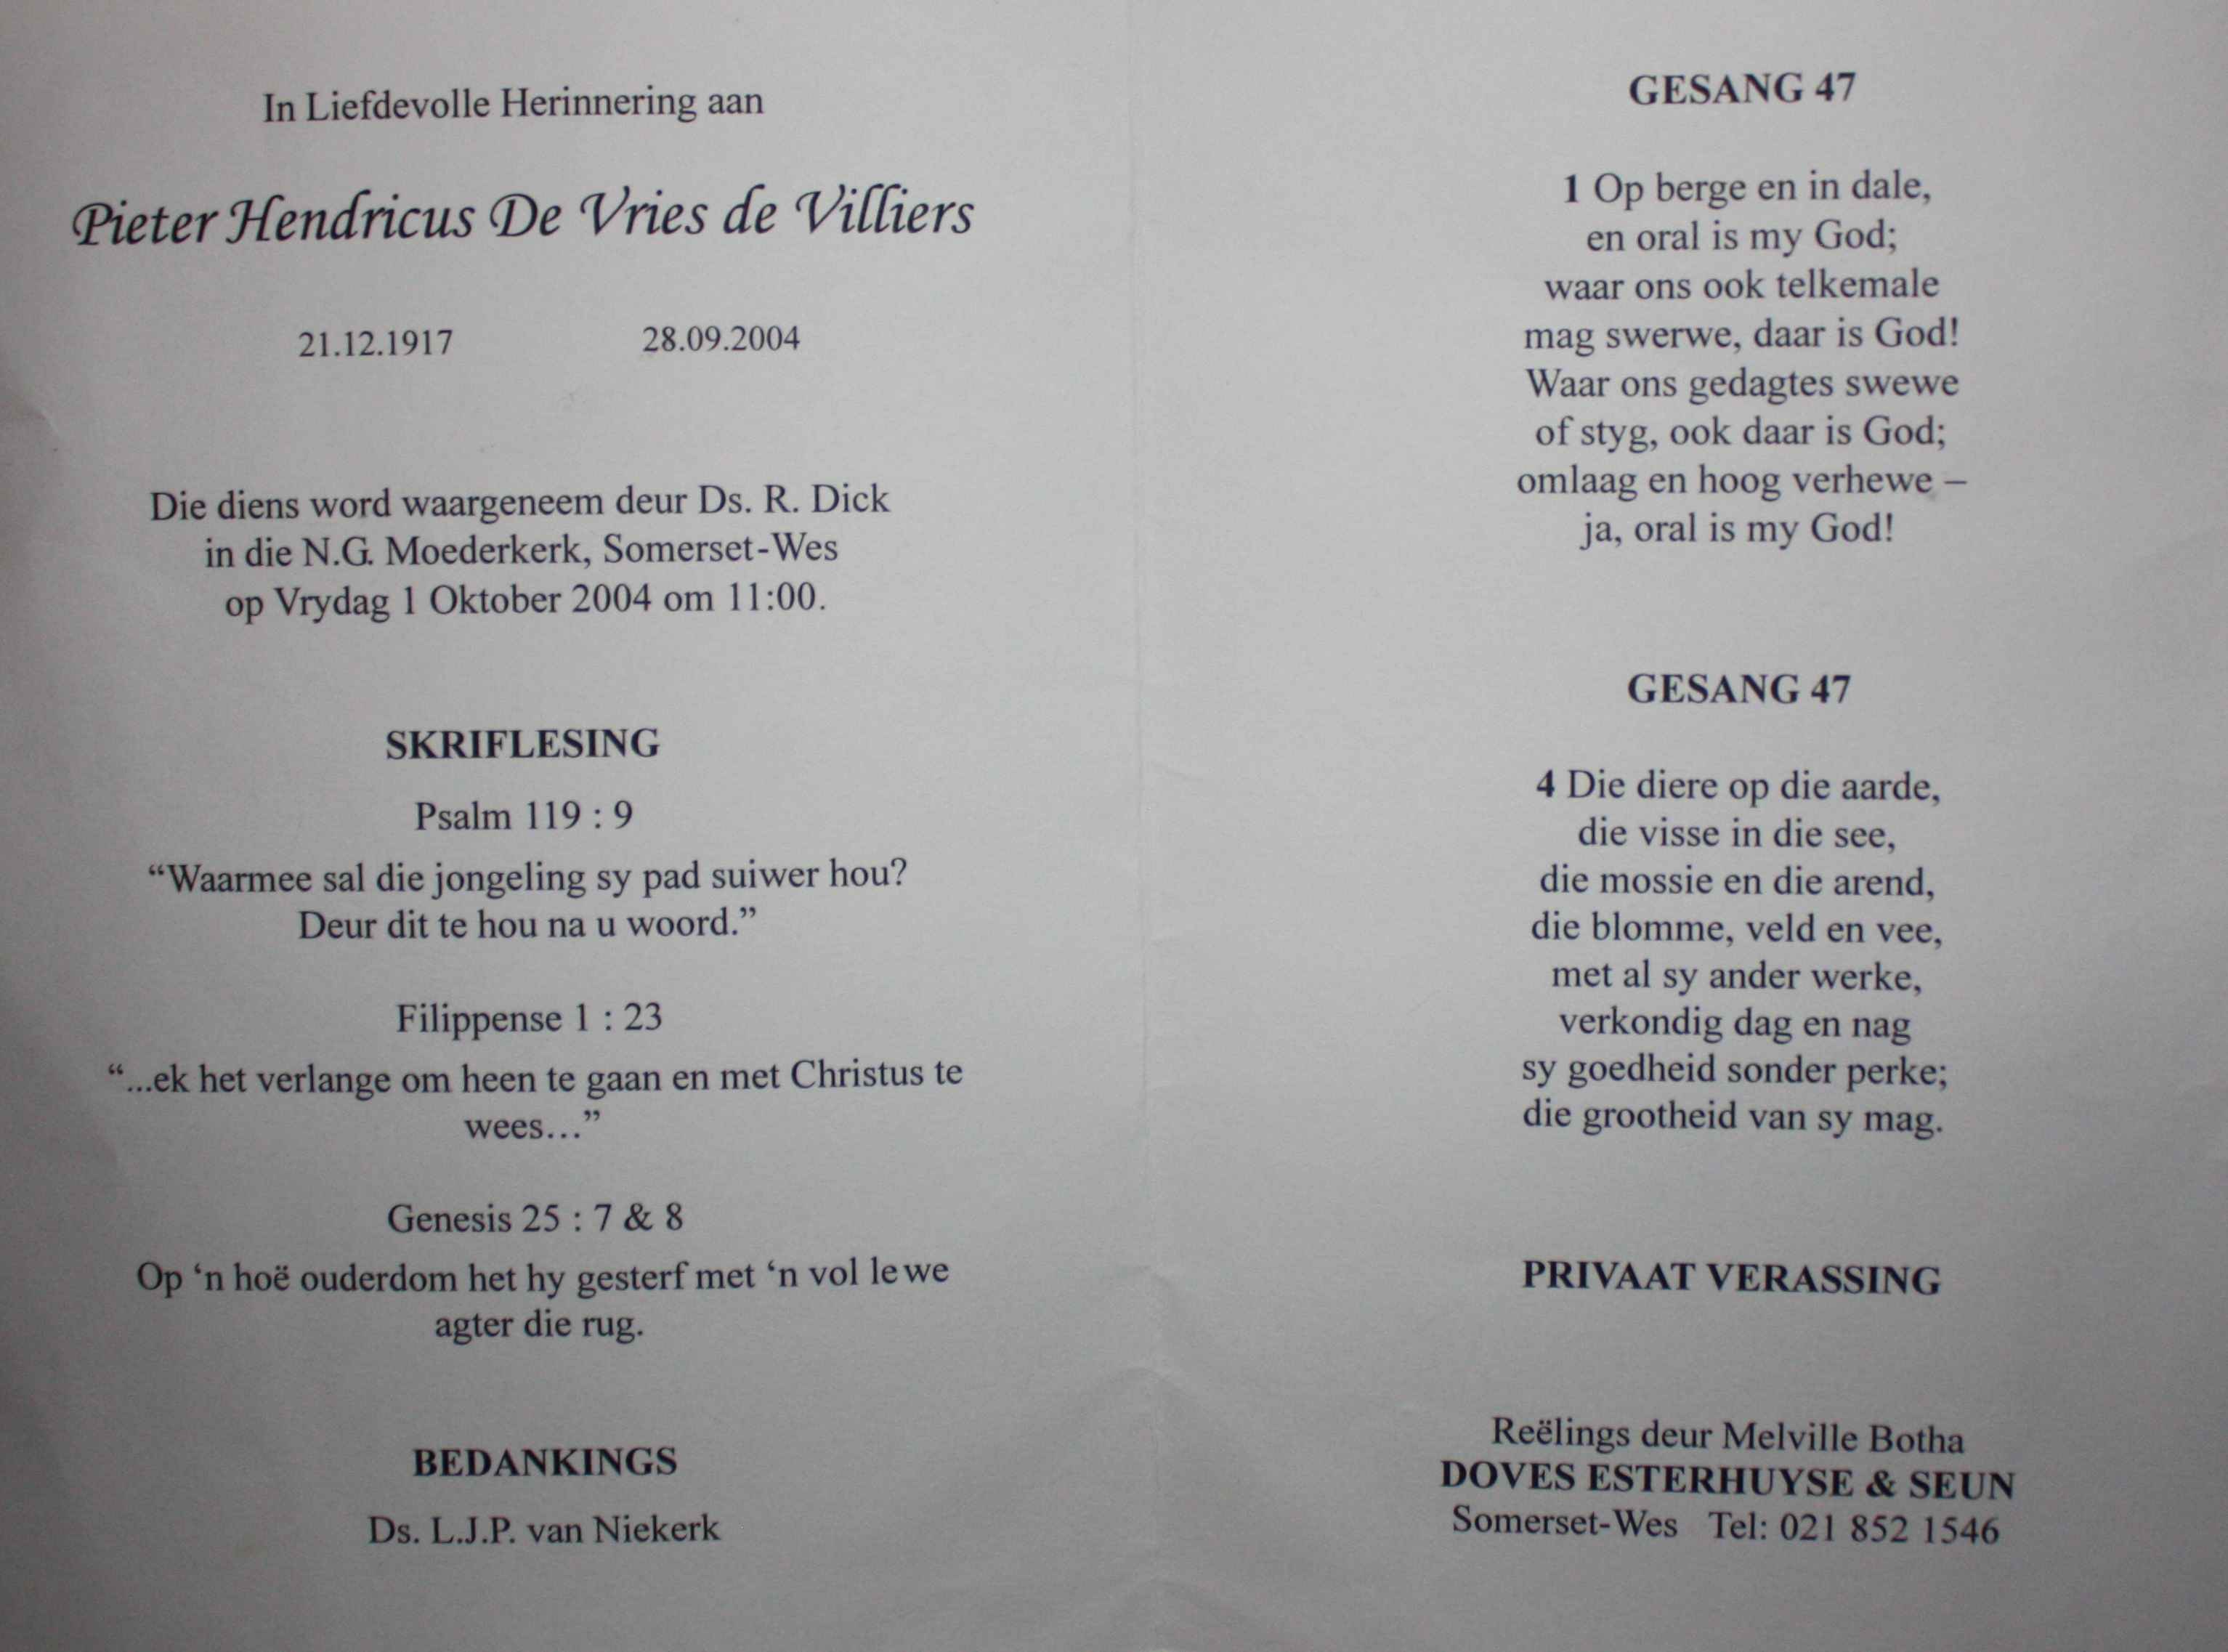 In Liefdevolle Herinnering aan
Pieter Hendricus De Vries de Villiers
21.12.1917 28.09.2004
Die diens word waargeneem deur Ds. R. Dick
in die N.G. Moederkerk, Somerset-Wes
op Vrydag 1 Oktober 2004 om 11:00.
SKRIFLESING
Psalm 119 : 9
“Waarmee sal die jongeling sy pad suiwer hou?
Deur dit te hou na u woord.”
Filippense 1 : 23
“...ek het verlange om heen te gaan en met Christus te
wees...”
Genesis 25 : 7 & 8
Op ‘n hoë ouderdom het hy gesterf met ‘n vol lewe
agter die rug.
BEDANKINGS
Ds. L.J.P. van Niekerk
GESANG 47
1 Op berge en in dale,
en oral is my God;
waar ons ook telkemale
mag swerwe, daar is God!
Waar ons gedagtes swewe
of styg, ook daar is God;
omlaag en hoog verhewe –
ja, oral is my God!
GESANG 47
4 Die diere op die aarde,
die visse in die see,
die mossie en die arend,
die blomme, veld en vee,
met al sy ander werke,
verkondig dag en nag
sy goedheid sonder perke;
die grootheid van sy mag.
PRIVAAT VERASSING
Reëlings deur Melville Botha
DOVES ESTERHUYSE & SEUN
Somerset-Wes Tel: 021 852 1546